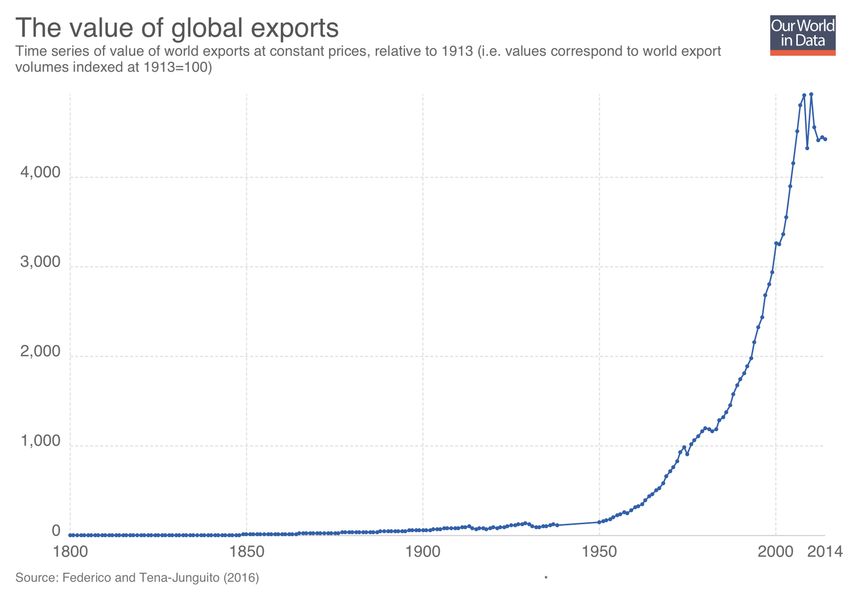 The value of global exports
Our World
in Data
Time series of value of world exports at constant prices, relative to 1913 (i.e. values correspond to world export
volumes indexed at 1913=100)
4,000
3,000
2,000
1,000
0
1800 1850 1900 1950 2000 2014
Source: Federico and Tena-Junguito (2016)